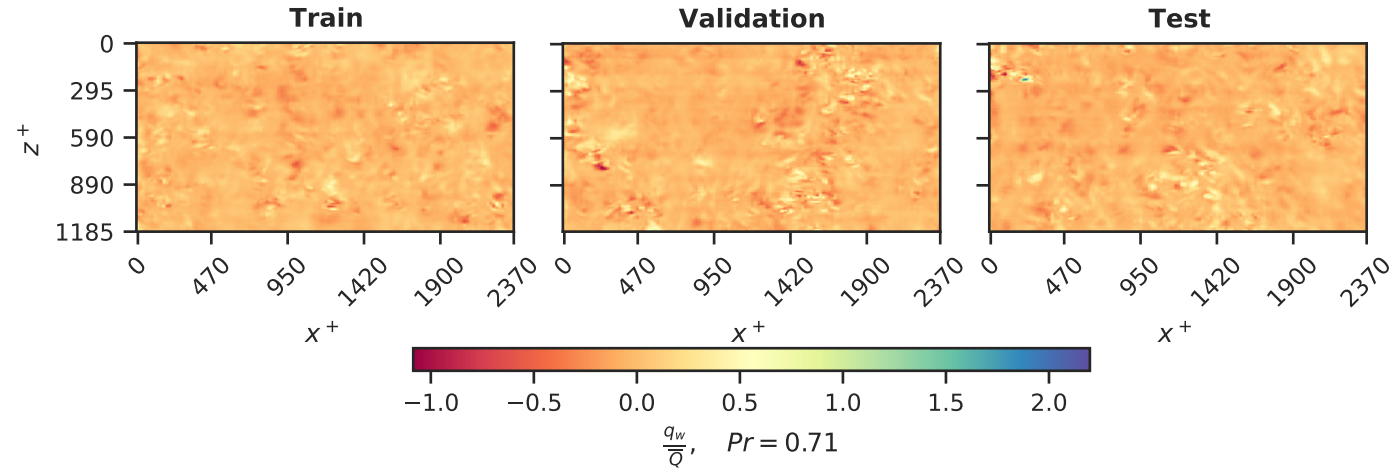 Train Validation Test
0
295
590
890
1185
z+
0 470 950 1420 1900 2370 0 470 950 1420 1900 2370 0 470 950 1420 1900 2370
x+ x+ x+
−1.0 −0.5 0.0 0.5 1.0 1.5 2.0
q_w/Q̅, Pr = 0.71